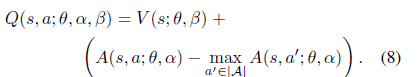 Q(s, a; θ, α, β) = V(s; θ, β) +
(A(s, a; θ, α) − max_{a′∈|𝒜|} A(s, a′; θ, α)). (8)